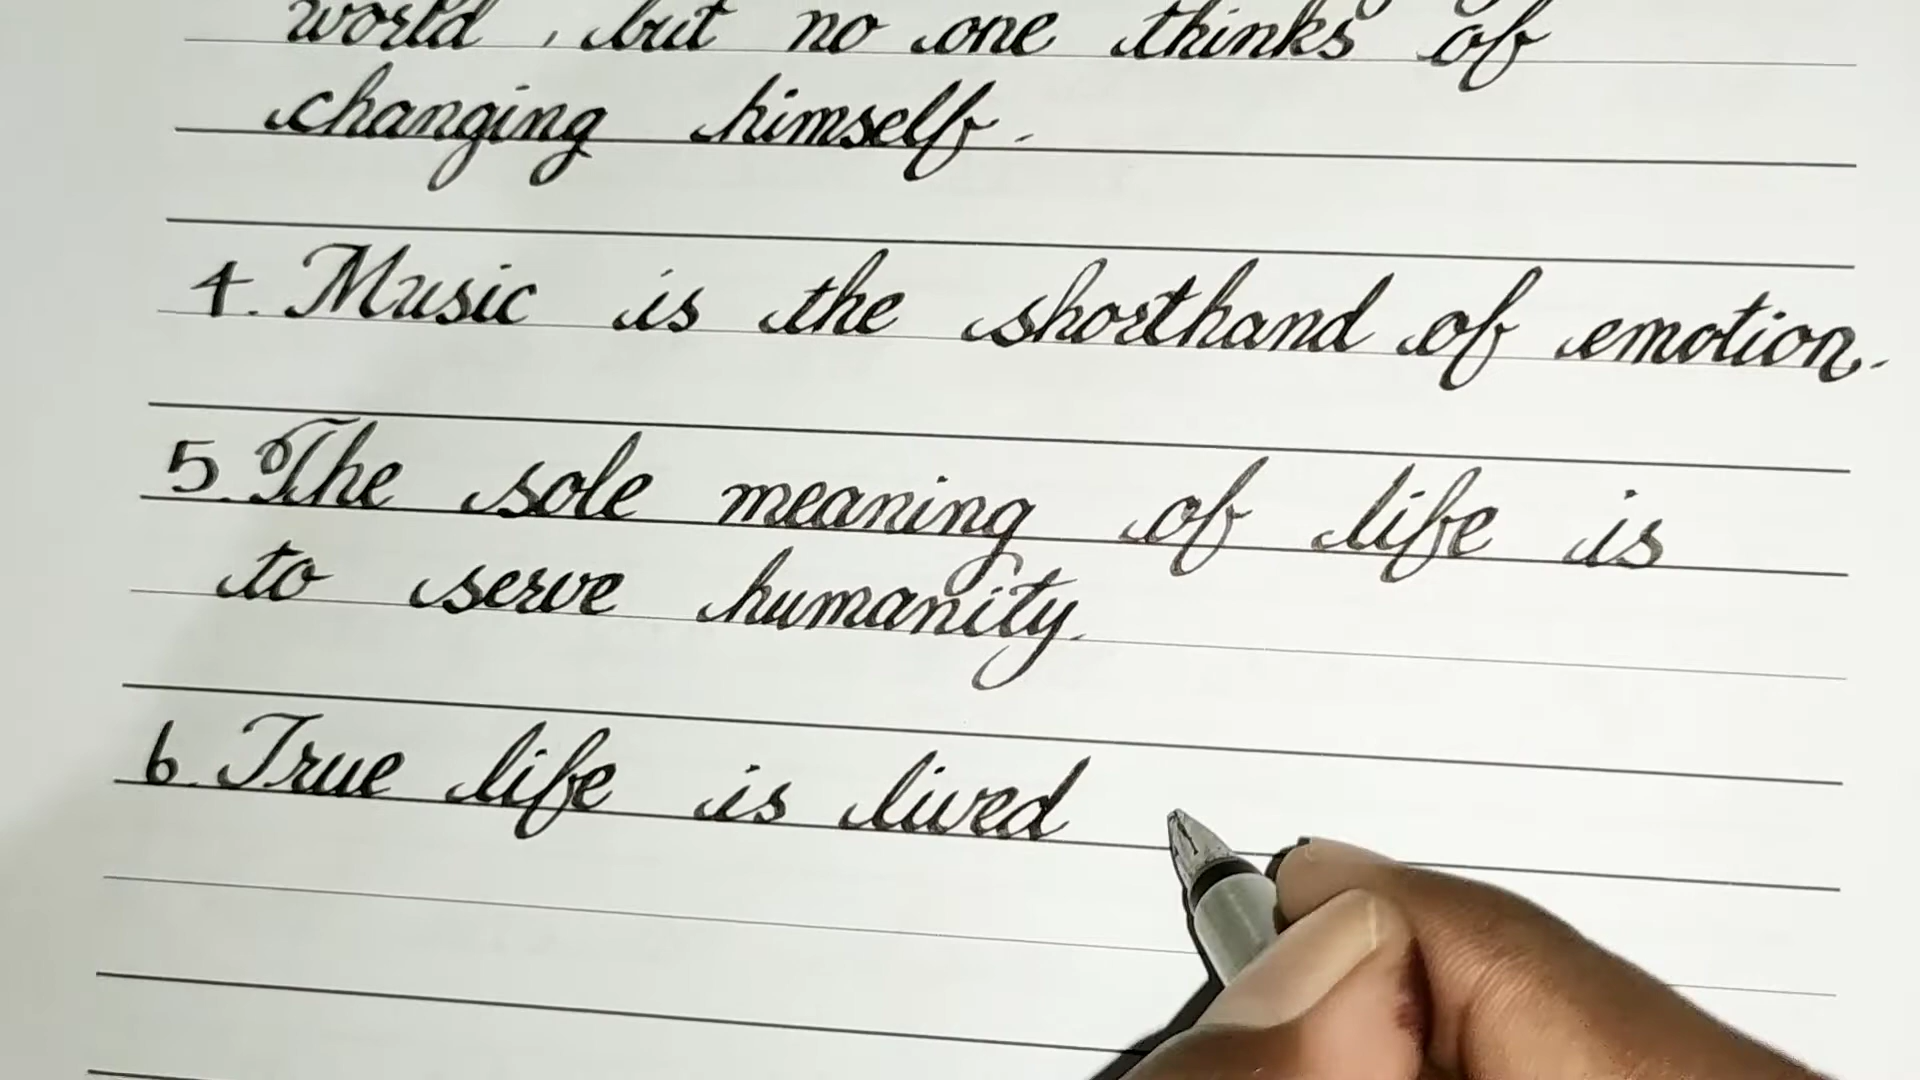 world, but no one thinks of
changing himself.
4. Music is the shorthand of emotion.
5. The sole meaning of life is
to serve humanity.
6. True life is lived